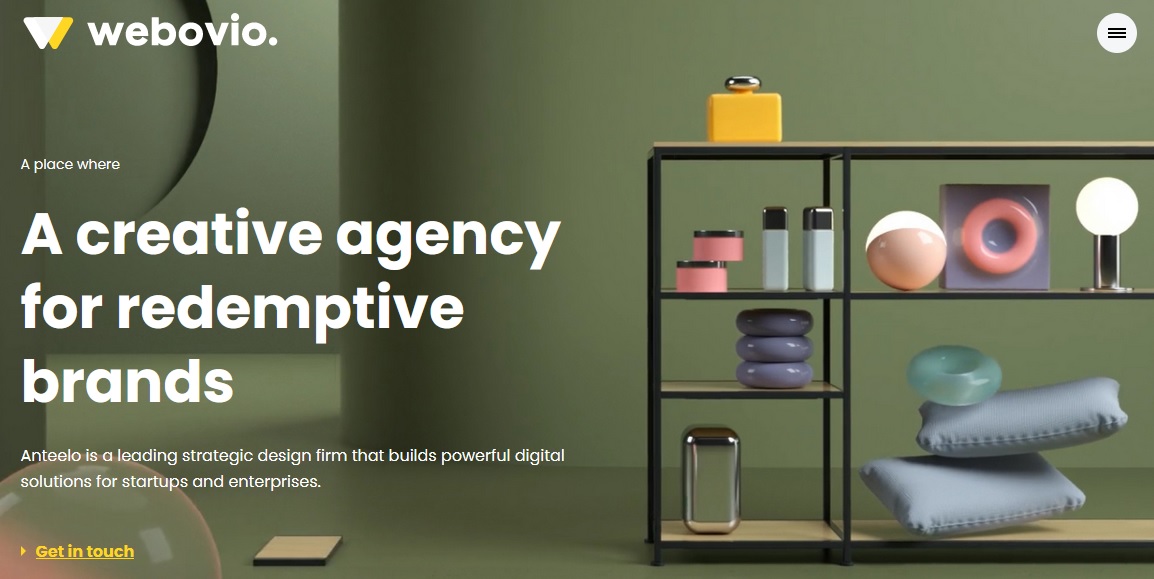 webovio.
A place where
A creative agency
for redemptive
brands
Anteelo is a leading strategic design firm that builds powerful digital
solutions for startups and enterprises.
Get in touch